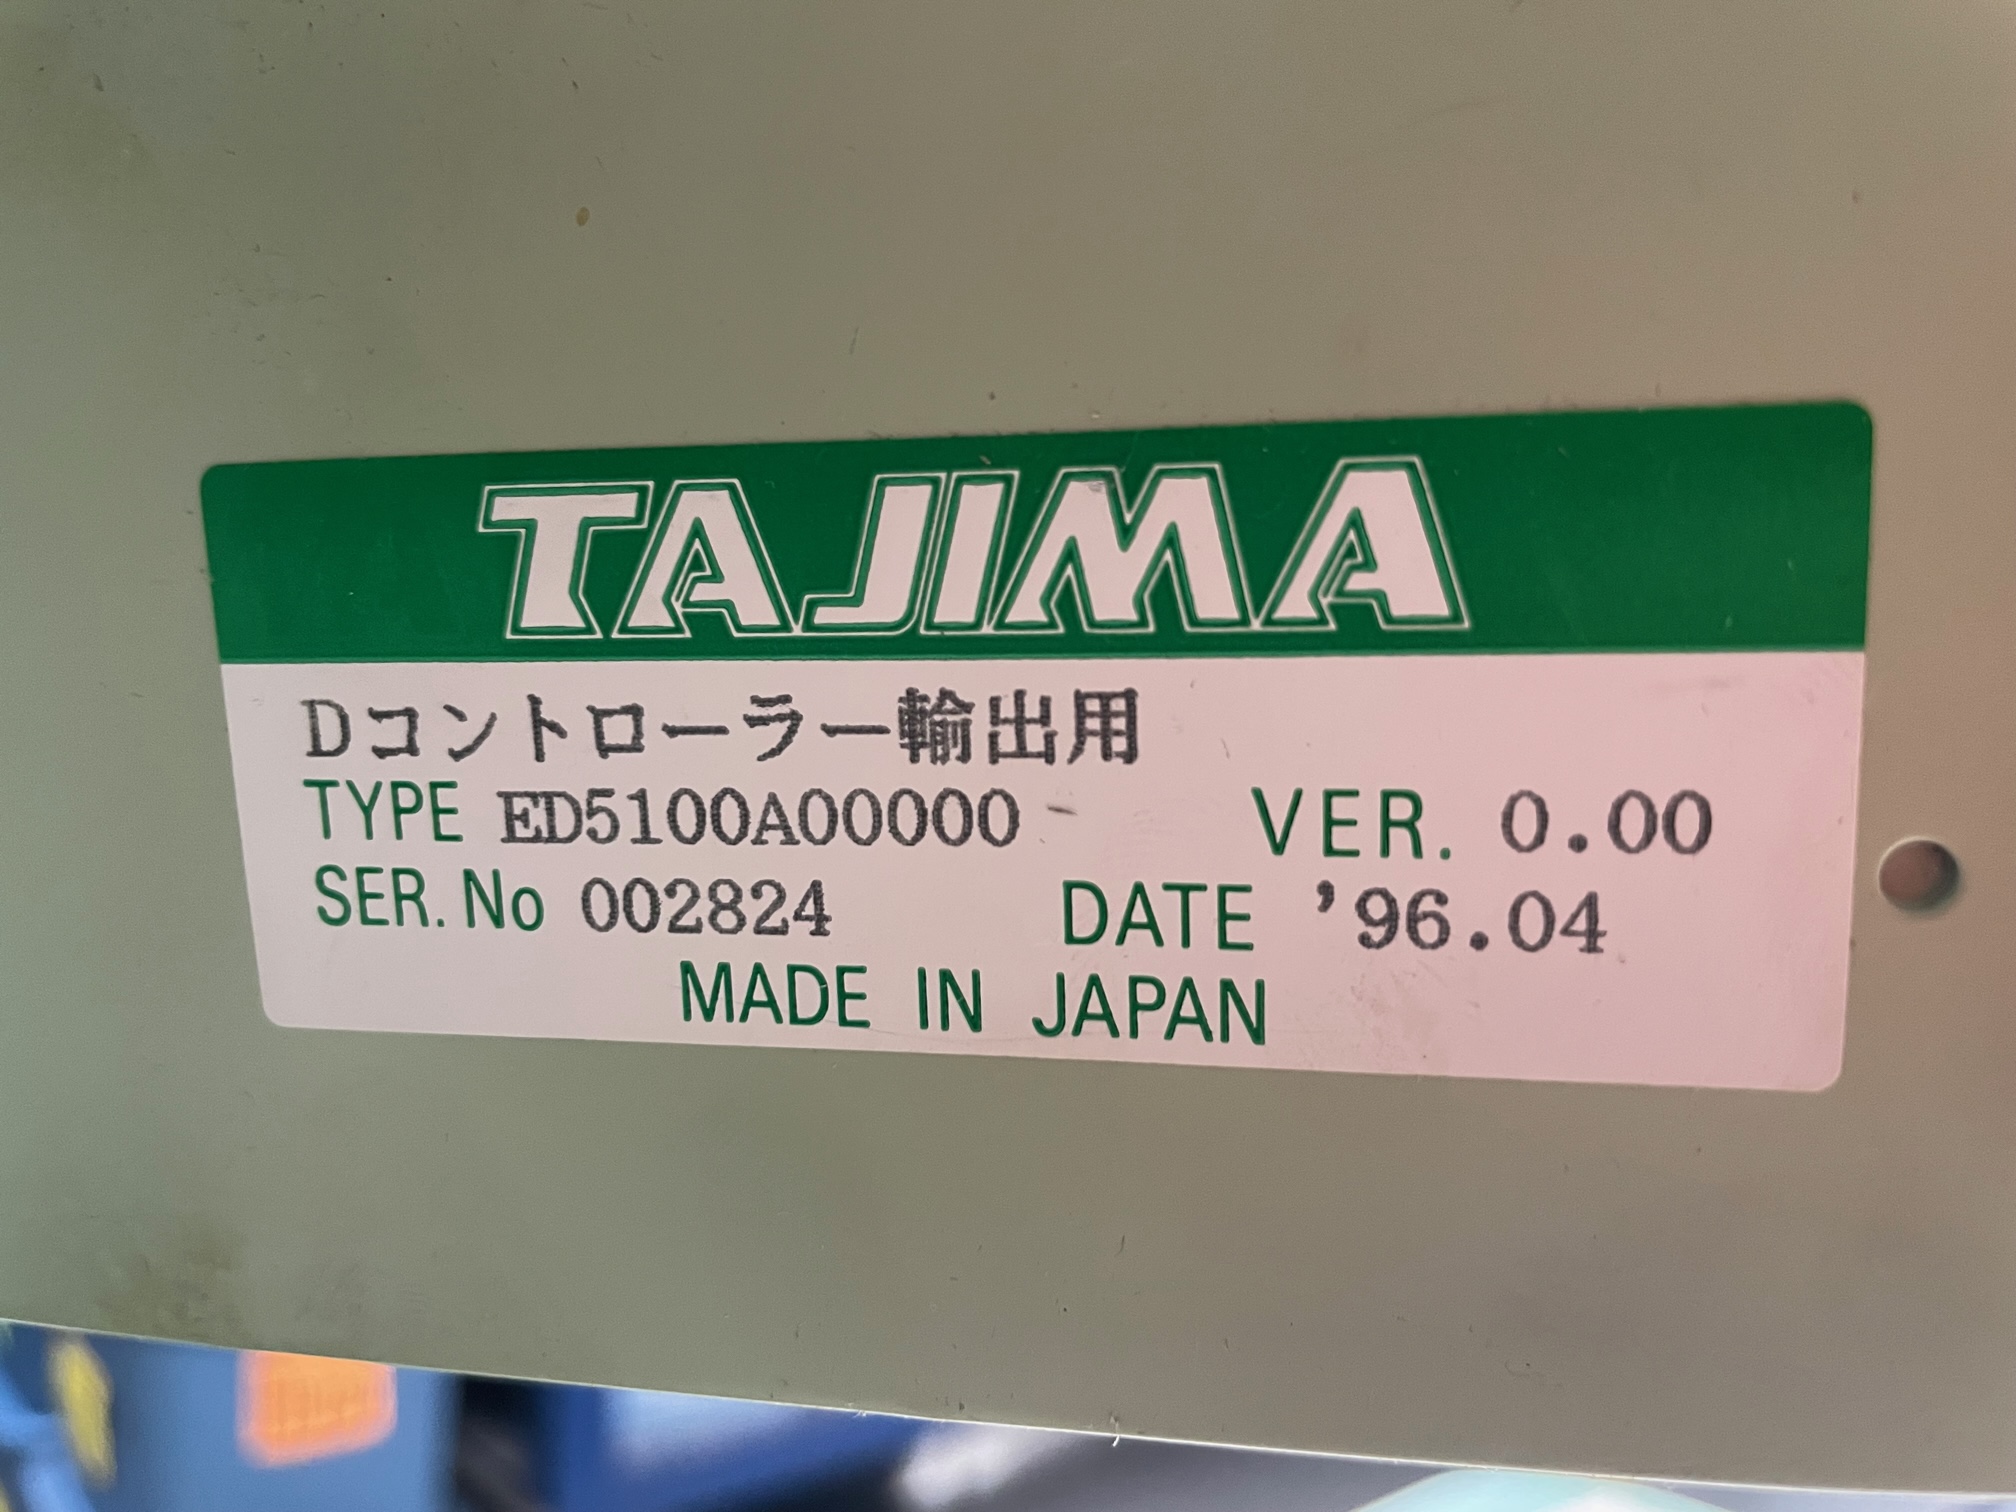 TAJIMA
Dコントローラー輸出用
TYPE ED5100A00000 VER. 0.00
SER. No 002824 DATE '96.04
MADE IN JAPAN